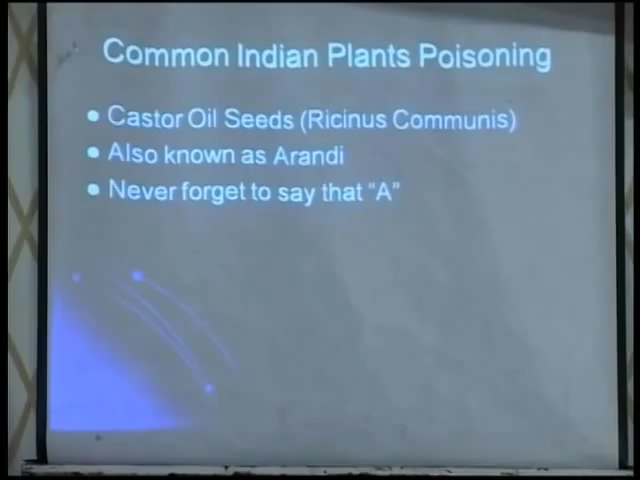 Common Indian Plants Poisoning
Castor Oil Seeds (Ricinus Communis)
Also known as Arandi
Never forget to say that “A”